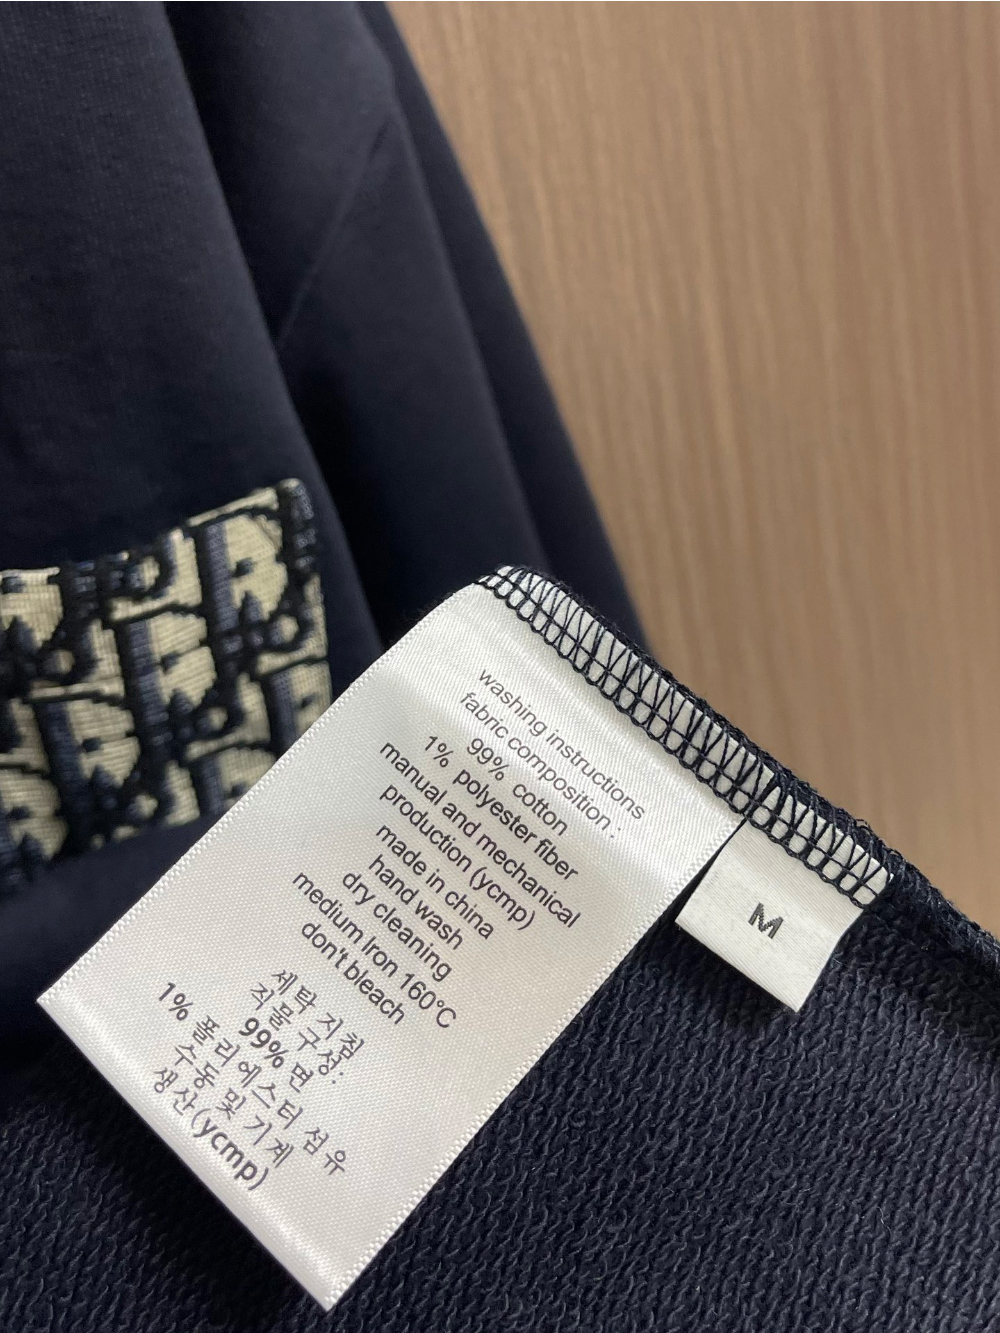 washing instructions
fabric composition :
99% cotton
1% polyester fiber
manual and mechanical
production (ycmp)
made in china
hand wash
dry cleaning
medium Iron 160°C
don't bleach
세탁 지침
직물 구성:
99% 면
1% 폴리에스터 섬유
수동 및 기계
생산(ycmp)
M